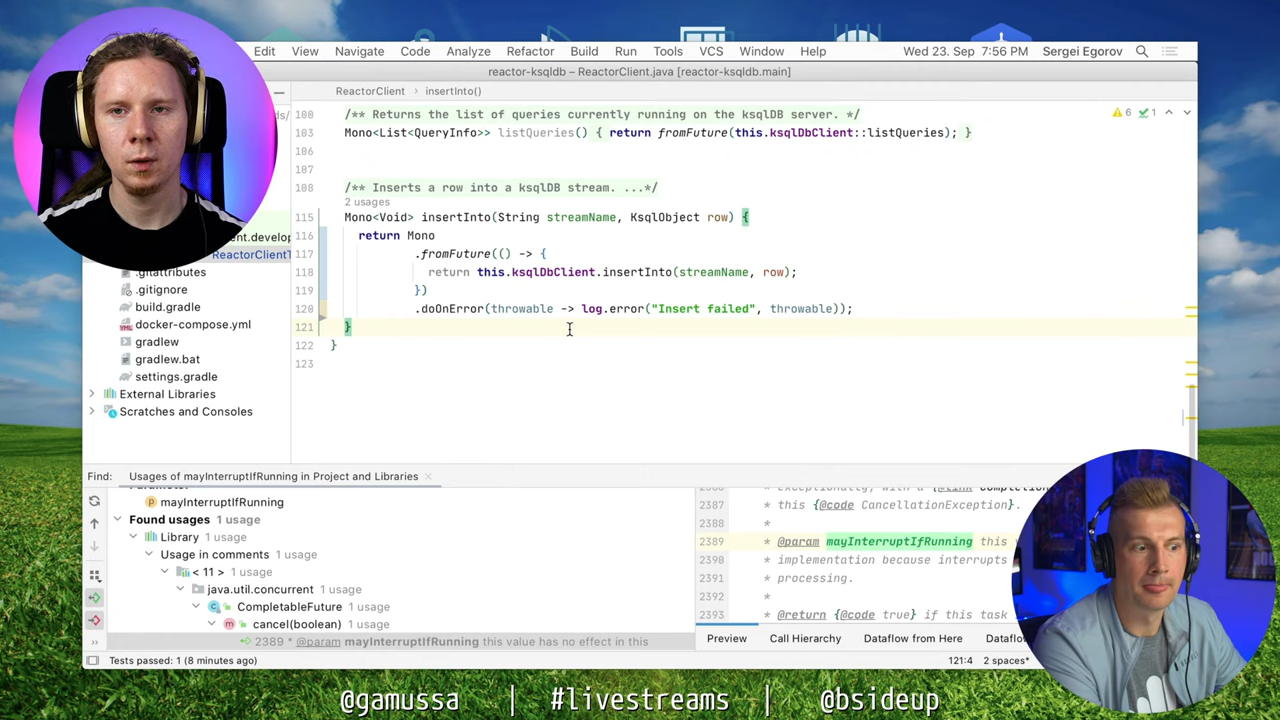 Edit View Navigate Code Analyze Refactor Build Run Tools VCS Window Help Wed 23. Sep 7:56 PM Sergei Egorov
reactor-ksqldb – ReactorClient.java [reactor-ksqldb.main]
ReactorClient › insertInto()
100 /** Returns the list of queries currently running on the ksqlDB server. */
103 Mono<List<QueryInfo>> listQueries() { return fromFuture(this.ksqlDbClient::listQueries); }
106
107
108 /** Inserts a row into a ksqlDB stream. ...*/
2 usages
115 Mono<Void> insertInto(String streamName, KsqlObject row) {
116 return Mono
117 .fromFuture(() -> {
118 return this.ksqlDbClient.insertInto(streamName, row);
119 })
120 .doOnError(throwable -> log.error("Insert failed", throwable));
121 }
122 }
123
6 1
ds/
ent.develop
ReactorClientT
.gitattributes
.gitignore
build.gradle
docker-compose.yml
gradlew
gradlew.bat
settings.gradle
External Libraries
Scratches and Consoles
Find: Usages of mayInterruptIfRunning in Project and Libraries
mayInterruptIfRunning
Found usages 1 usage
Library 1 usage
Usage in comments 1 usage
< 11 > 1 usage
java.util.concurrent 1 usage
CompletableFuture 1 usage
cancel(boolean) 1 usage
2389 * @param mayInterruptIfRunning this value has no effect in this
2387 * this {@code CancellationException}.
2388 *
2389 * @param mayInterruptIfRunning this
2390 * implementation because interrupts
2391 * processing.
2392 *
2393 * @return {@code true} if this task
Preview Call Hierarchy Dataflow from Here Dataflow
Tests passed: 1 (8 minutes ago) 121:4 2 spaces*
@gamussa | #livestreams | @bsideup